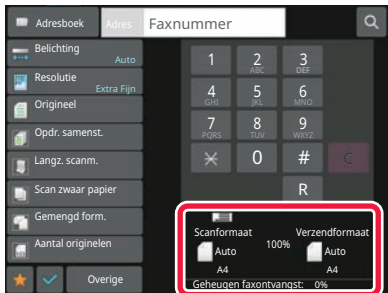 Adresboek
Adres
Faxnummer
Belichting
Auto
Resolutie
Extra Fijn
Origineel
Opdr. samenst.
Langz. scanm.
Scan zwaar papier
Gemengd form.
Aantal originelen
Overige
1
2
ABC
3
DEF
4
GHI
5
JKL
6
MNO
7
PQRS
8
TUV
9
WXYZ
0
#
C
R
Scanformaat
Verzendformaat
Auto
100%
Auto
A4
A4
Geheugen faxontvangst: 0%